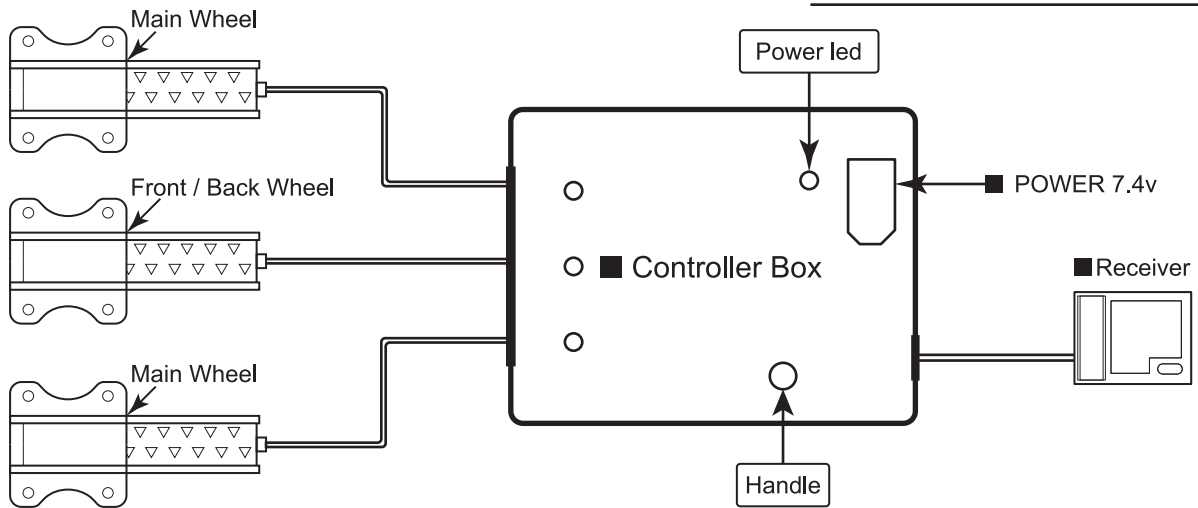 Main Wheel
Power led
Front / Back Wheel
■ POWER 7.4v
■ Controller Box
■ Receiver
Main Wheel
Handle